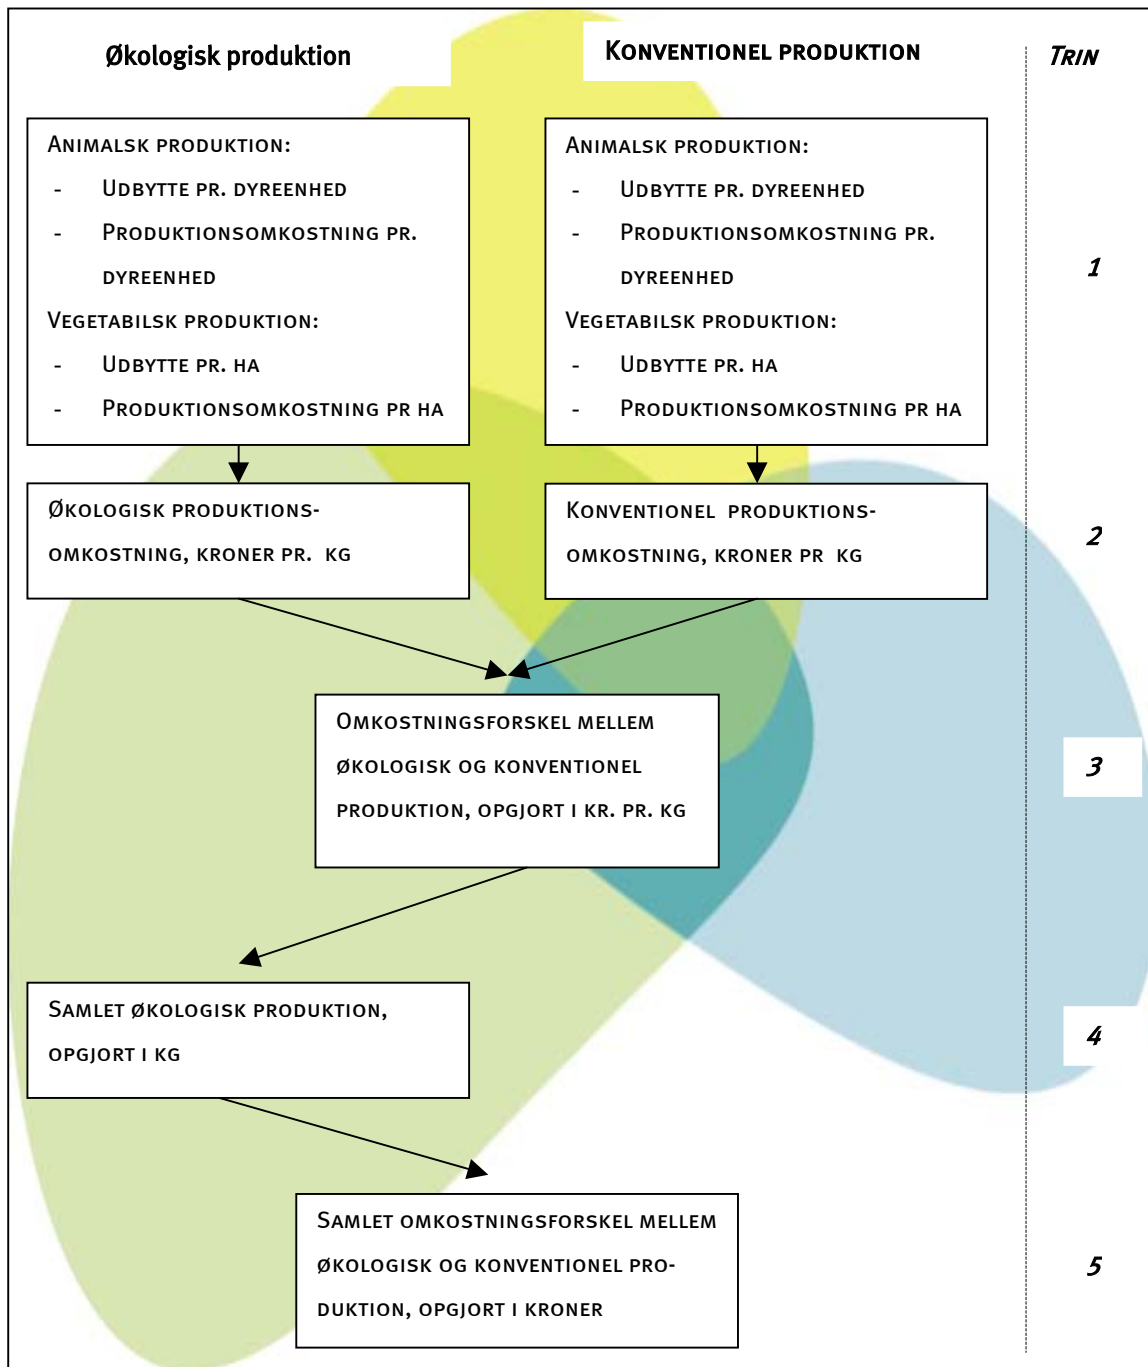 Økologisk produktion
KONVENTIONEL PRODUKTION
TRIN
ANIMALSK PRODUKTION:
- UDBYTTE PR. DYREENHED
- PRODUKTIONSOMKOSTNING PR.
DYREENHED
VEGETABILSK PRODUKTION:
- UDBYTTE PR. HA
- PRODUKTIONSOMKOSTNING PR HA
ANIMALSK PRODUKTION:
- UDBYTTE PR. DYREENHED
- PRODUKTIONSOMKOSTNING PR.
DYREENHED
VEGETABILSK PRODUKTION:
- UDBYTTE PR. HA
- PRODUKTIONSOMKOSTNING PR HA
1
ØKOLOGISK PRODUKTIONS-
OMKOSTNING, KRONER PR. KG
KONVENTIONEL PRODUKTIONS-
OMKOSTNING, KRONER PR KG
2
OMKOSTNINGSFORSKEL MELLEM
ØKOLOGISK OG KONVENTIONEL
PRODUKTION, OPGJORT I KR. PR. KG
3
SAMLET ØKOLOGISK PRODUKTION,
OPGJORT I KG
4
SAMLET OMKOSTNINGSFORSKEL MELLEM
ØKOLOGISK OG KONVENTIONEL PRO-
DUKTION, OPGJORT I KRONER
5